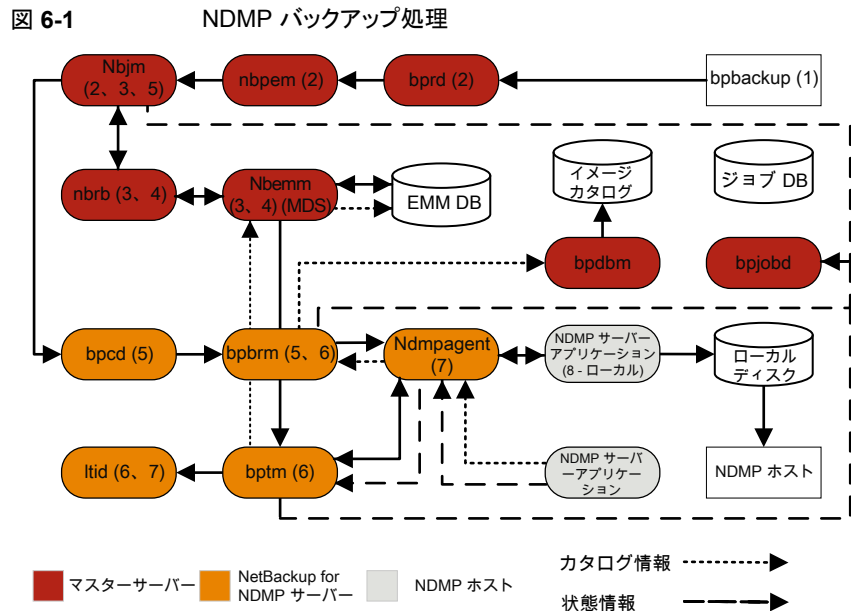 図 6-1 NDMP バックアップ処理
Nbjm
(2、3、5)
nbpem (2)
bprd (2)
bpbackup (1)
nbrb (3、4)
Nbemm
(3、4) (MDS)
EMM DB
イメージ
カタログ
ジョブ DB
bpdbm
bpjobd
bpcd (5)
bpbrm (5、6)
Ndmpagent
(7)
NDMP サーバー
アプリケーション
(8 - ローカル)
ローカル
ディスク
ltid (6、7)
bptm (6)
NDMP サーバ
ーアプリケー
ション
NDMP ホスト
マスターサーバー
NetBackup for
NDMP サーバー
NDMP ホスト
カタログ情報
状態情報